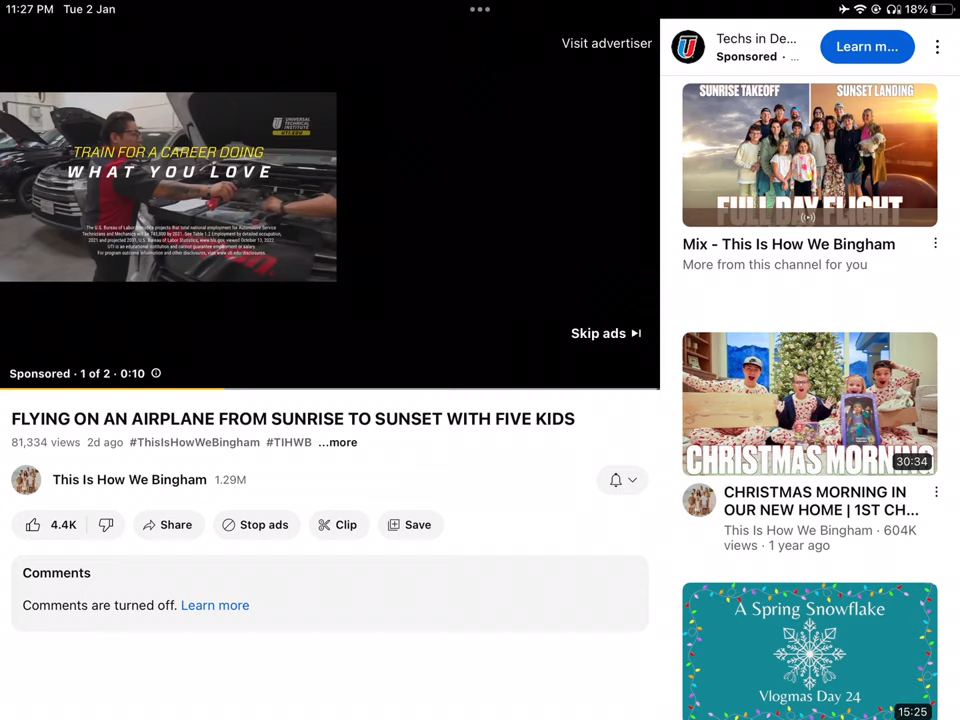 11:27 PM Tue 2 Jan
18%
Visit advertiser
UNIVERSAL
TECHNICAL
INSTITUTE
TRAIN FOR A CAREER DOING
WHAT YOU LOVE
Skip ads
Sponsored · 1 of 2 · 0:10
FLYING ON AN AIRPLANE FROM SUNRISE TO SUNSET WITH FIVE KIDS
81,334 views 2d ago #ThisIsHowWeBingham #TIHWB ...more
This Is How We Bingham 1.29M
4.4K Share Stop ads Clip Save
Comments
Comments are turned off. Learn more
Techs in De...
Sponsored · ...
Learn m...
SUNRISE TAKEOFF SUNSET LANDING
FULL DAY FLIGHT
Mix - This Is How We Bingham
More from this channel for you
CHRISTMAS MORNING
30:34
CHRISTMAS MORNING IN
OUR NEW HOME | 1ST CH...
This Is How We Bingham · 604K
views · 1 year ago
A Spring Snowflake
Vlogmas Day 24
15:25